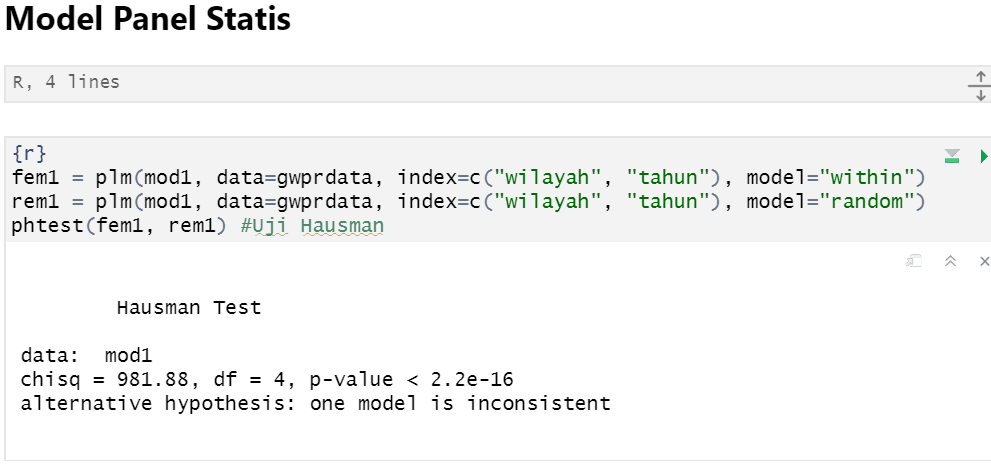 Model Panel Statis
R, 4 lines
{r}
fem1 = plm(mod1, data=gwprdata, index=c("wilayah", "tahun"), model="within")
rem1 = plm(mod1, data=gwprdata, index=c("wilayah", "tahun"), model="random")
phtest(fem1, rem1) #Uji Hausman
Hausman Test
data:  mod1
chisq = 981.88, df = 4, p-value < 2.2e-16
alternative hypothesis: one model is inconsistent